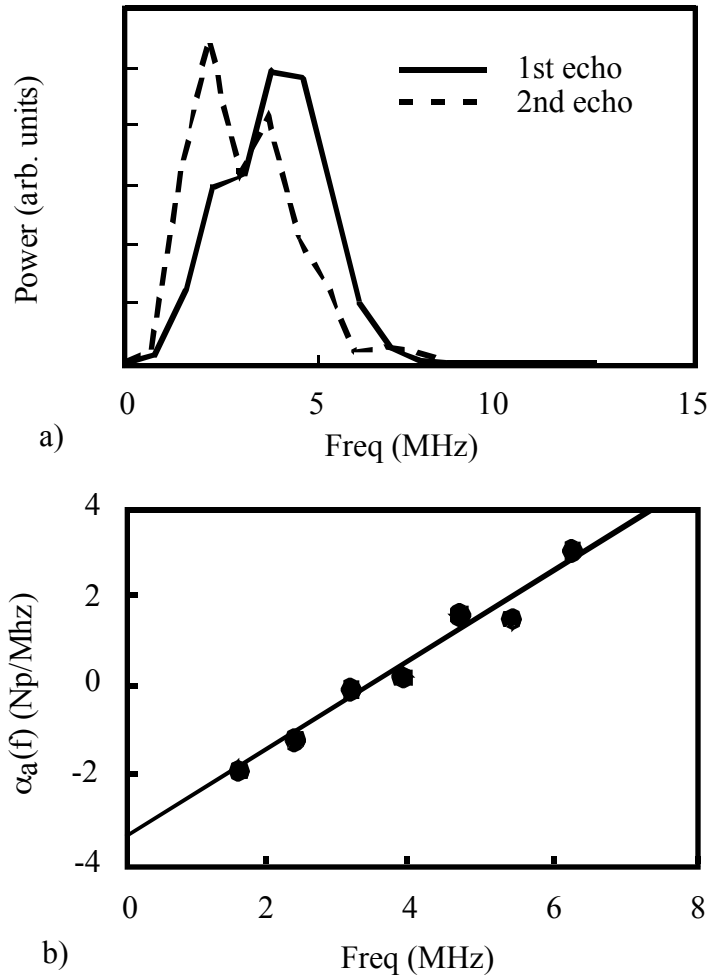 Power (arb. units)
1st echo
2nd echo
0 5 10 15
Freq (MHz)
a)
αa(f) (Np/Mhz)
4
2
0
-2
-4
0 2 4 6 8
Freq (MHz)
b)